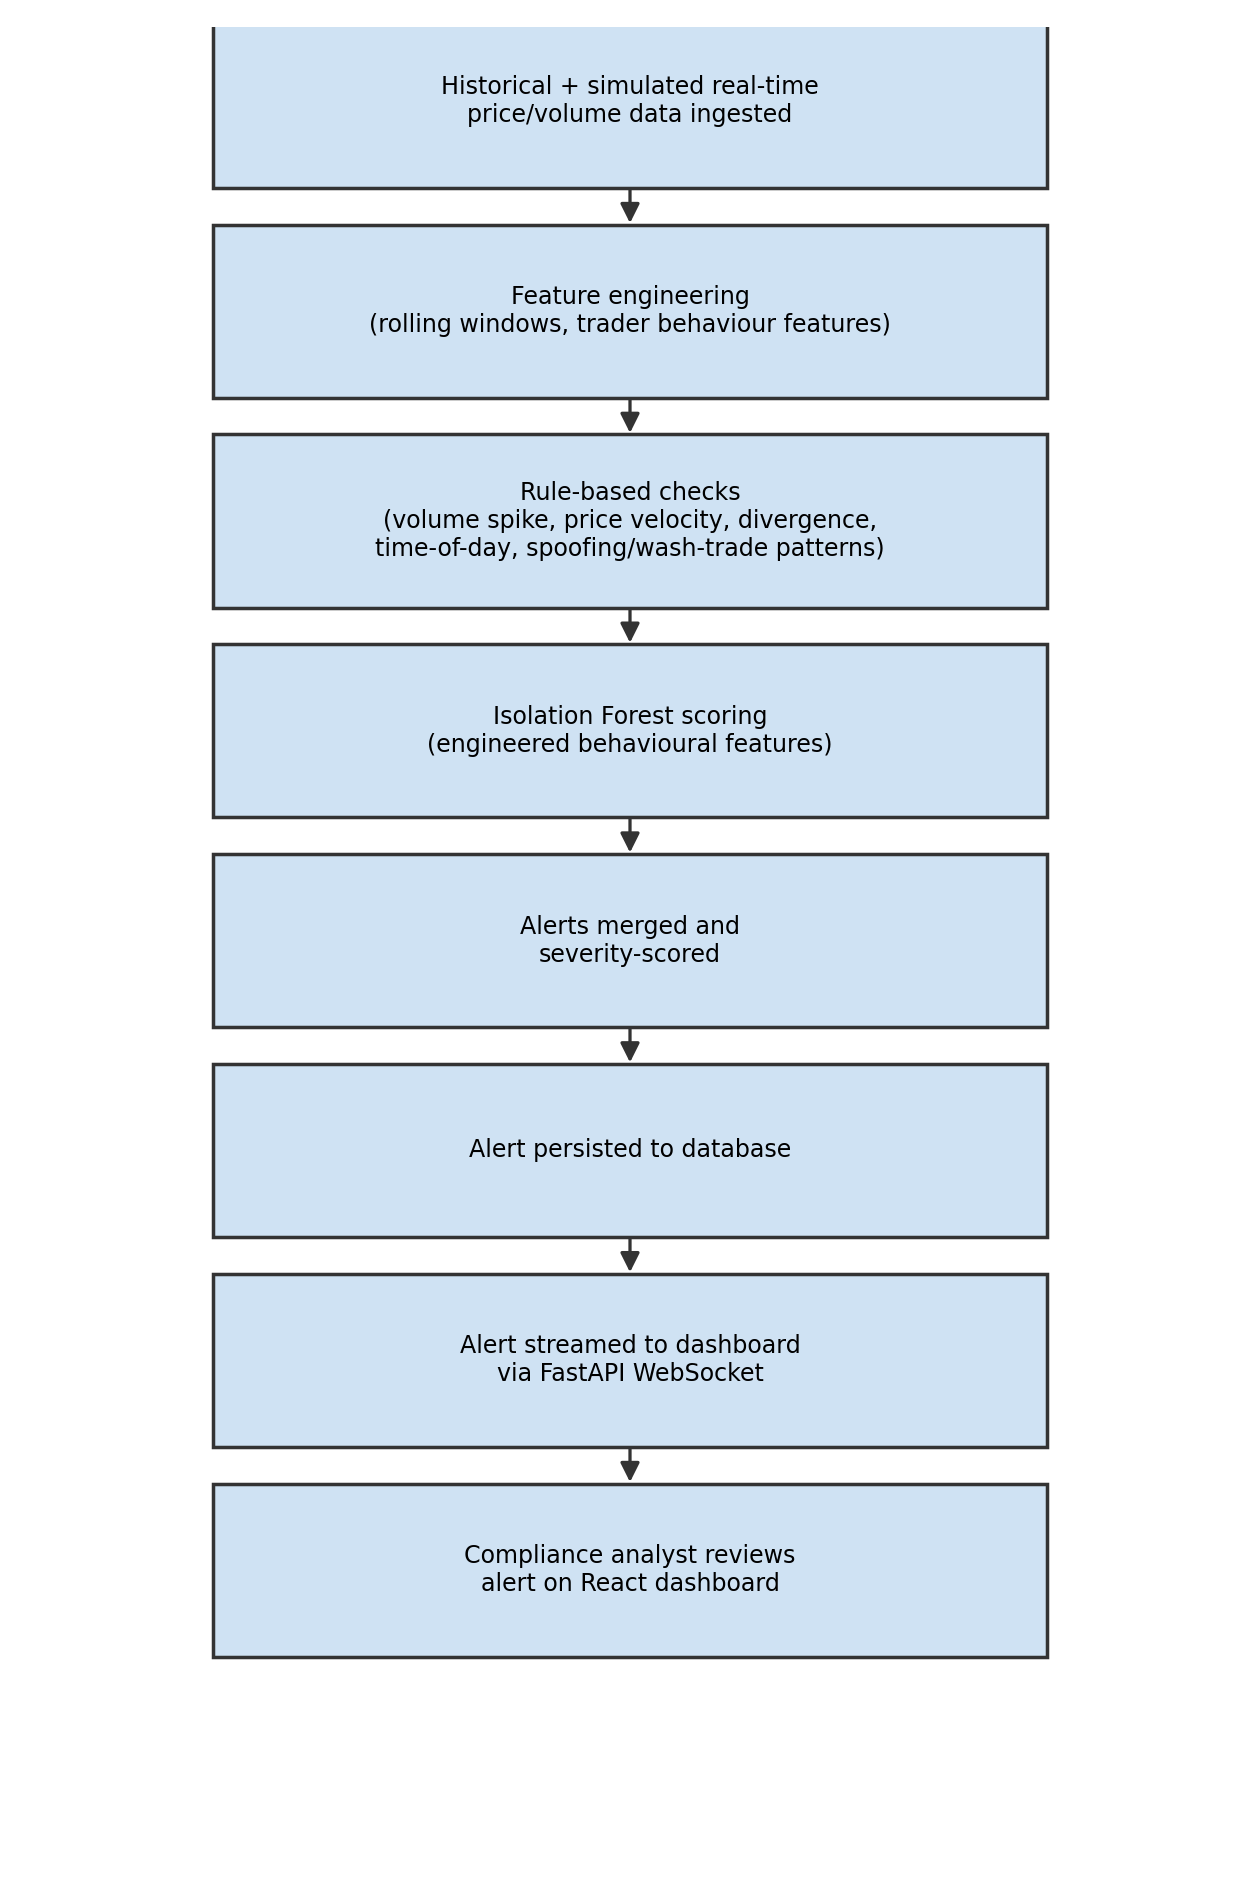 Historical + simulated real-time
price/volume data ingested
Feature engineering
(rolling windows, trader behaviour features)
Rule-based checks
(volume spike, price velocity, divergence,
time-of-day, spoofing/wash-trade patterns)
Isolation Forest scoring
(engineered behavioural features)
Alerts merged and
severity-scored
Alert persisted to database
Alert streamed to dashboard
via FastAPI WebSocket
Compliance analyst reviews
alert on React dashboard